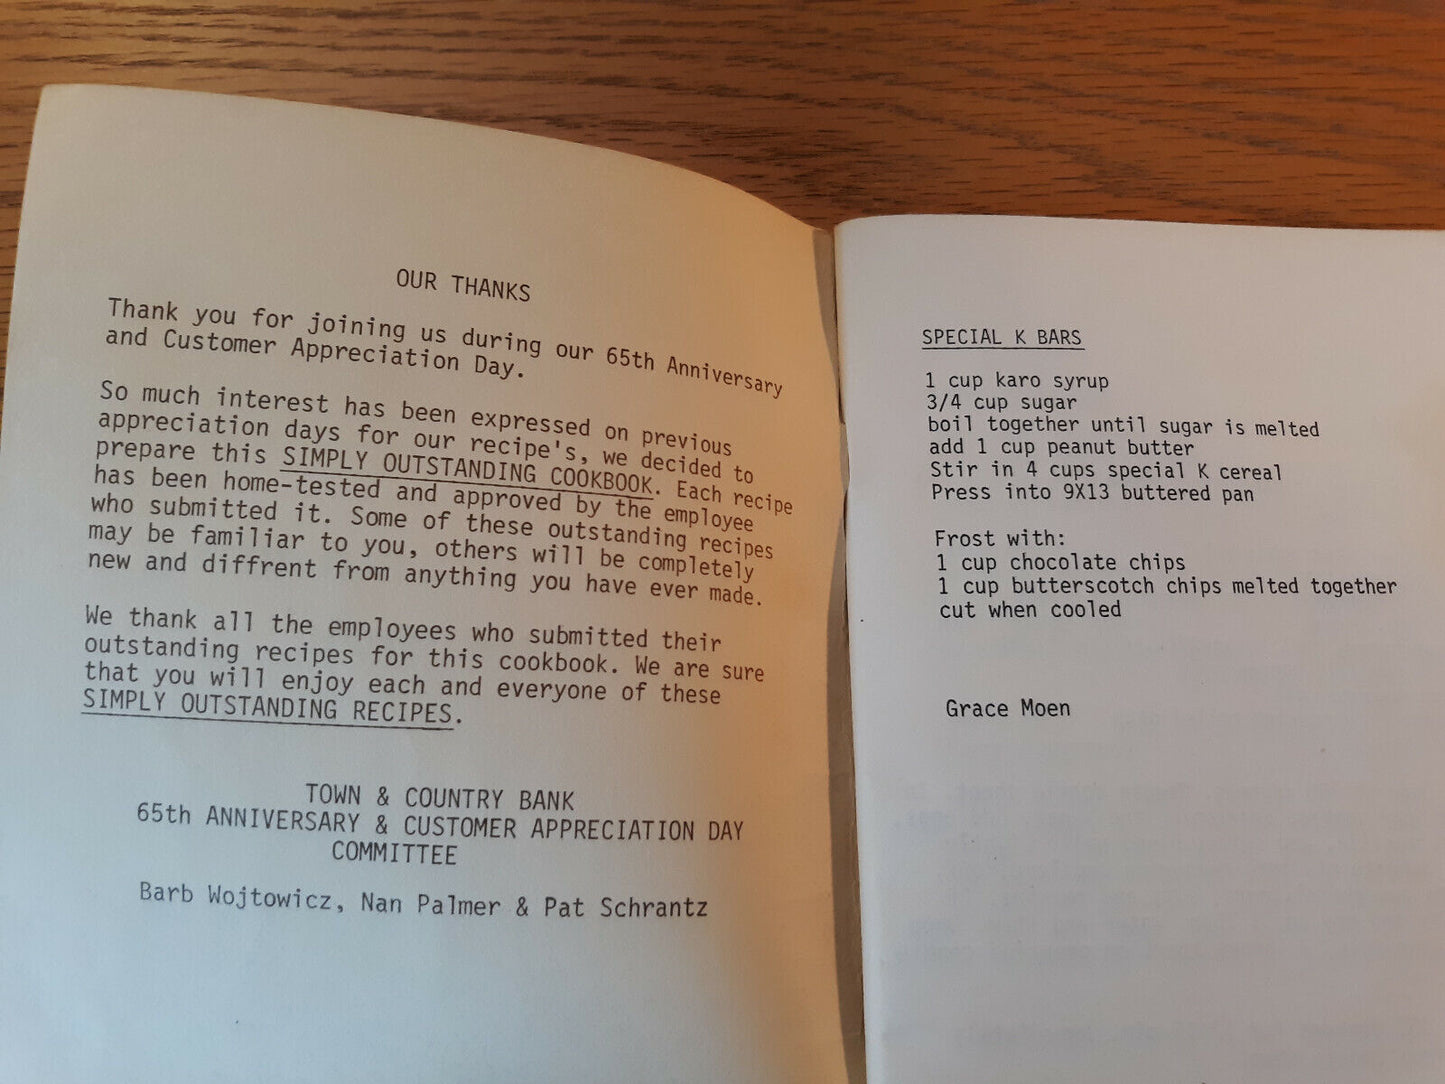 OUR THANKS
Thank you for joining us during our 65th Anniversary
and Customer Appreciation Day.
So much interest has been expressed on previous
appreciation days for our recipe's, we decided to
prepare this SIMPLY OUTSTANDING COOKBOOK. Each recipe
has been home-tested and approved by the employee
who submitted it. Some of these outstanding recipes
may be familiar to you, others will be completely
new and diffrent from anything you have ever made.
We thank all the employees who submitted their
outstanding recipes for this cookbook. We are sure
that you will enjoy each and everyone of these
SIMPLY OUTSTANDING RECIPES.
TOWN & COUNTRY BANK
65th ANNIVERSARY & CUSTOMER APPRECIATION DAY
COMMITTEE
Barb Wojtowicz, Nan Palmer & Pat Schrantz
SPECIAL K BARS
1 cup karo syrup
3/4 cup sugar
boil together until sugar is melted
add 1 cup peanut butter
Stir in 4 cups special K cereal
Press into 9X13 buttered pan
Frost with:
1 cup chocolate chips
1 cup butterscotch chips melted together
cut when cooled
Grace Moen